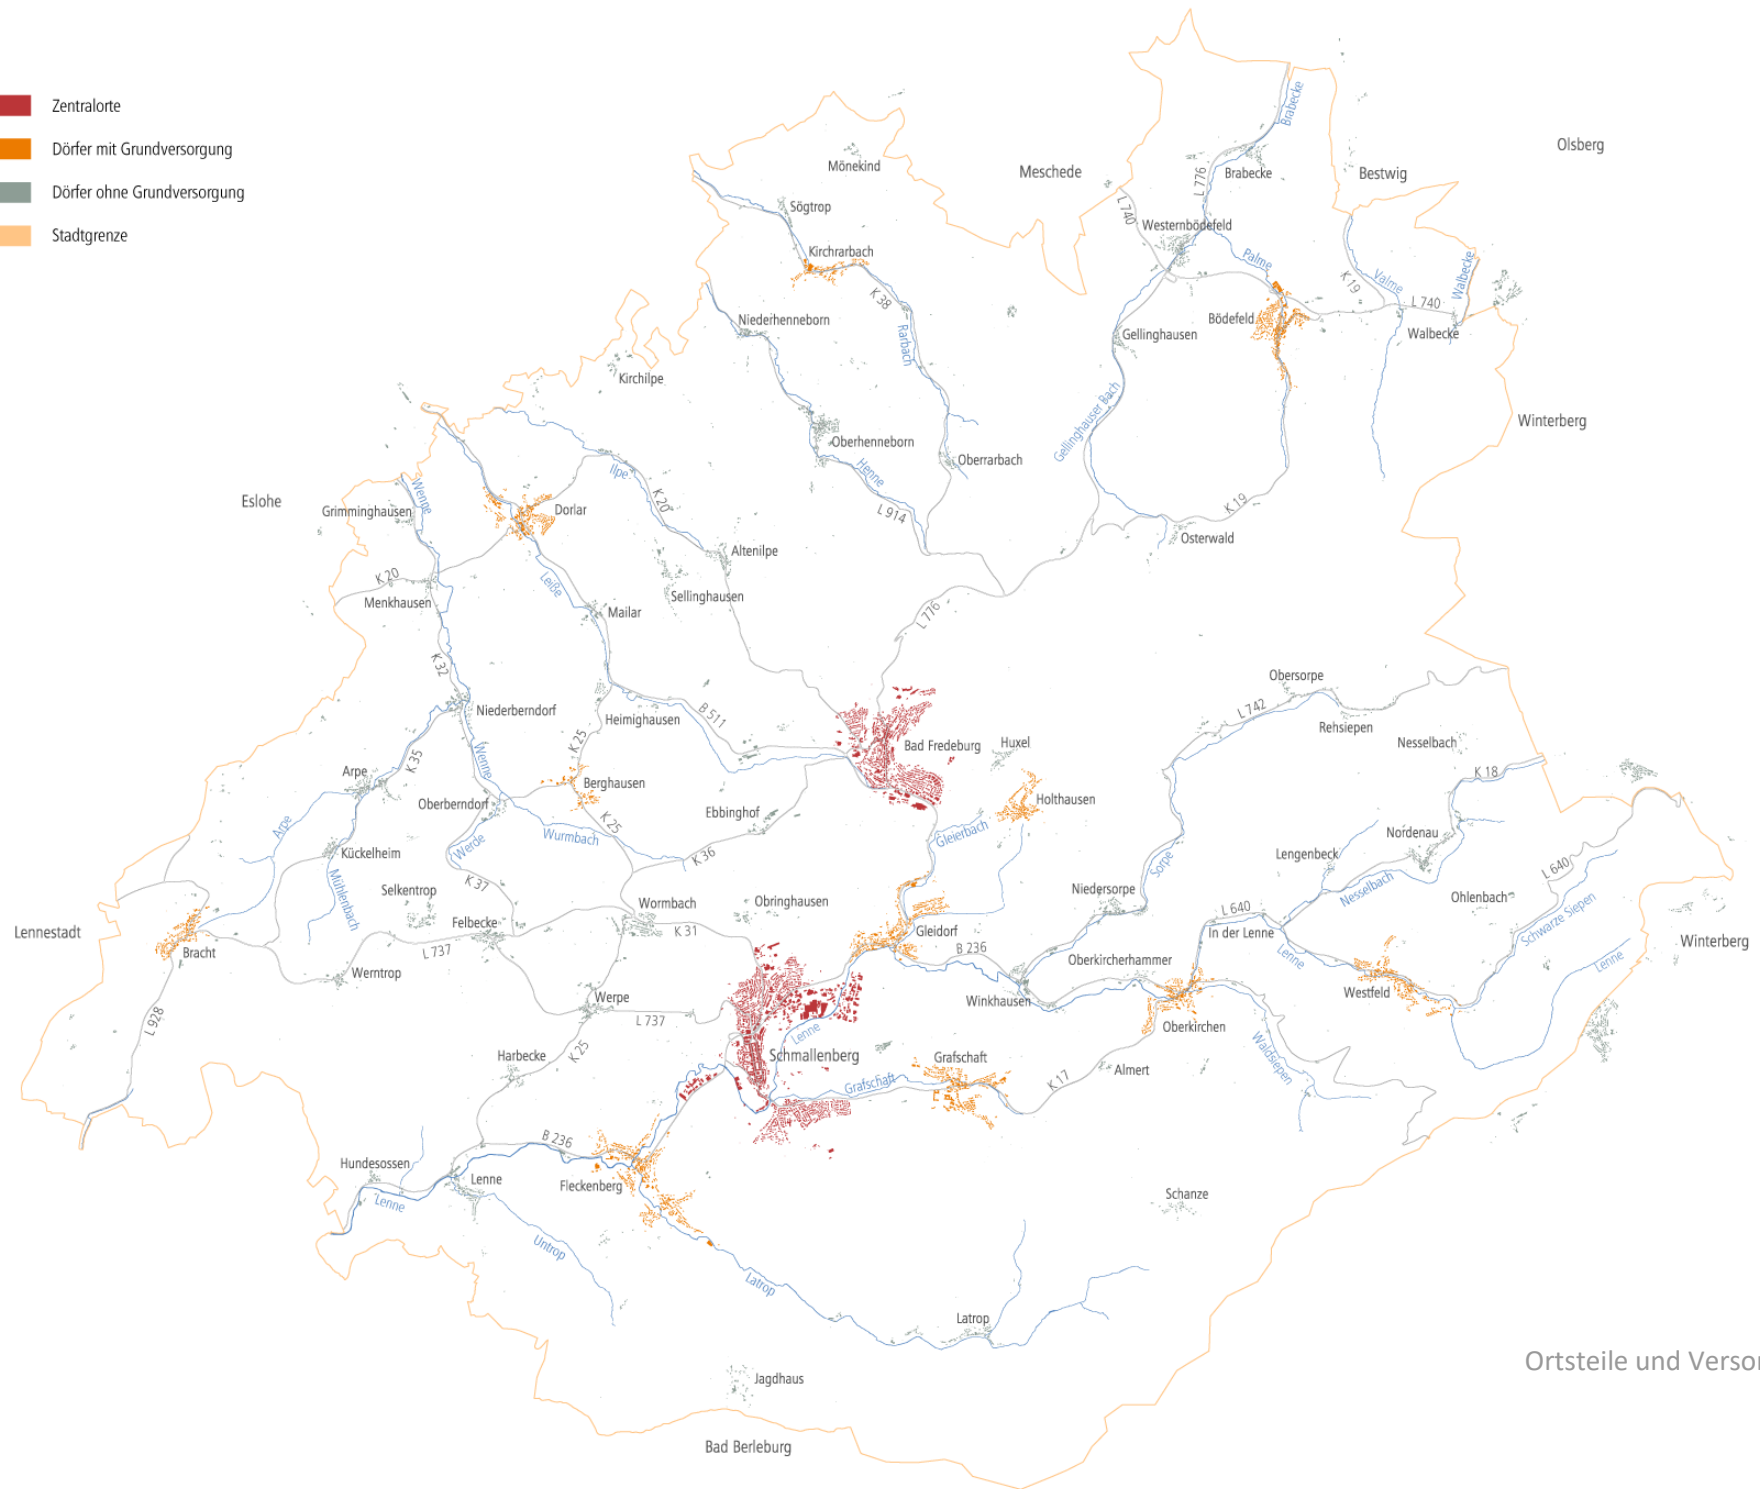 Zentralorte
Dörfer mit Grundversorgung
Dörfer ohne Grundversorgung
Stadtgrenze
Brabecke
Olsberg
Mönekind
Meschede
L 776
Brabecke
Bestwig
Sögtrop
L 740
Westernbödefeld
Kirchrarbach
Palme
K 19
Valme
Walbecke
K 38
L 740
Niederhenneborn
Rarbach
Bödefeld
Gellinghausen
Walbecke
Kirchilpe
Gellinghauser Bach
Winterberg
Oberhenneborn
Ilpe
Henne
Oberrarbach
Eslohe
Wenne
K 20
Grimminghausen
Dorlar
L 914
K 19
Osterwald
Altenilpe
K 20
Leiße
Sellinghausen
Menkhausen
Mailar
L 776
K 32
Obersorpe
Niederberndorf
Heimighausen
B 511
L 742
Rehsiepen
K 25
Bad Fredeburg
Huxel
Nesselbach
Wenne
K 35
Arpe
K 18
Berghausen
Oberberndorf
Holthausen
Ebbinghof
Arpe
K 25
Wurmbach
Gleierbach
Nordenau
Werde
Kückelheim
K 36
Lengenbeck
Sorpe
L 640
Mühlenbach
Selkentrop
K 37
Niedersorpe
Nesselbach
Ohlenbach
Wormbach
Obringhausen
L 640
Schwarze Siepen
Lennestadt
Felbecke
K 31
Gleidorf
In der Lenne
Winterberg
Bracht
L 737
B 236
Oberkircherhammer
Lenne
Lenne
Werntrop
Werpe
Winkhausen
Westfeld
L 928
L 737
Lenne
Oberkirchen
Harbecke
K 25
Schmallenberg
Grafschaft
Waldsiepen
Grafschaft
K 17
Almert
B 236
Hundesossen
Lenne
Fleckenberg
Schanze
Lenne
Untrop
Latrop
Latrop
Ortsteile und Verso
Jagdhaus
Bad Berleburg